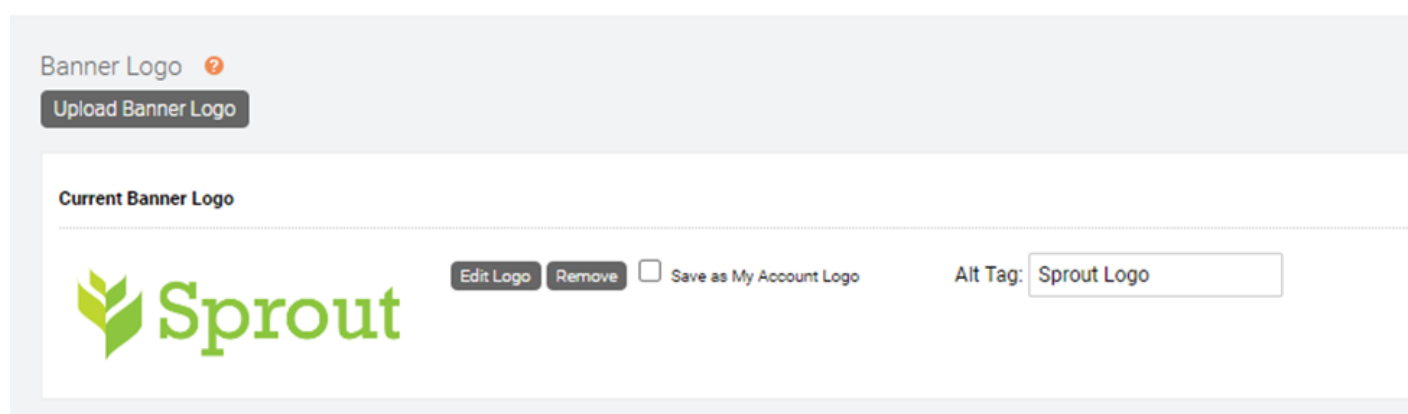 Banner Logo ?
Upload Banner Logo
Current Banner Logo
Sprout
Edit Logo Remove Save as My Account Logo Alt Tag: Sprout Logo